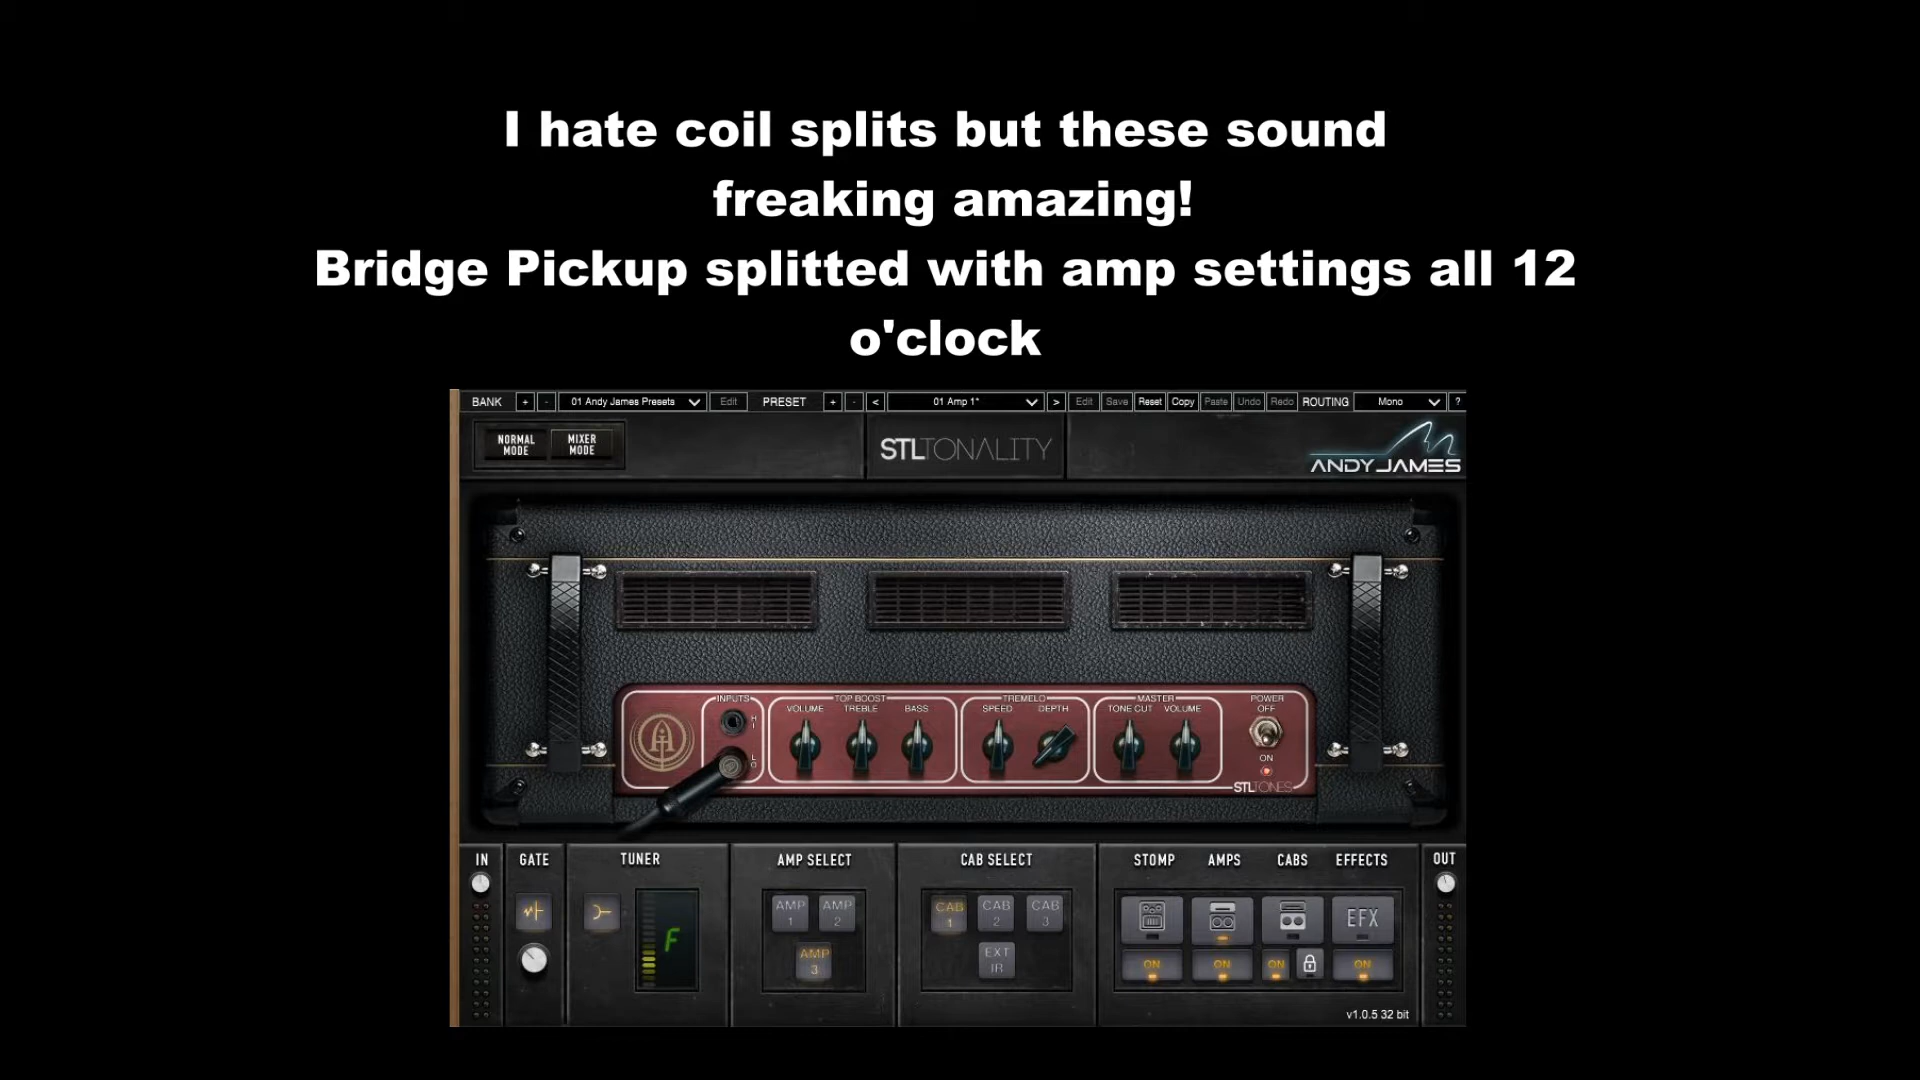 I hate coil splits but these sound
freaking amazing!
Bridge Pickup splitted with amp settings all 12
o'clock
BANK + - 01 Andy James Presets Edit PRESET + - < 01 Amp 1* > Edit Save Reset Copy Paste Undo Redo ROUTING Mono ?
NORMAL MODE MIXER MODE
STLTONALITY
ANDY JAMES
INPUTS TOP BOOST TREMELO MASTER POWER
VOLUME TREBLE BASS SPEED DEPTH TONE CUT VOLUME OFF
HI
LO
ON
STLTONES
IN GATE TUNER AMP SELECT CAB SELECT STOMP AMPS CABS EFFECTS OUT
AMP 1 AMP 2 CAB 1 CAB 2 CAB 3 EFX
F
AMP 3 EXT IR ON ON ON ON
v1.0.5 32 bit